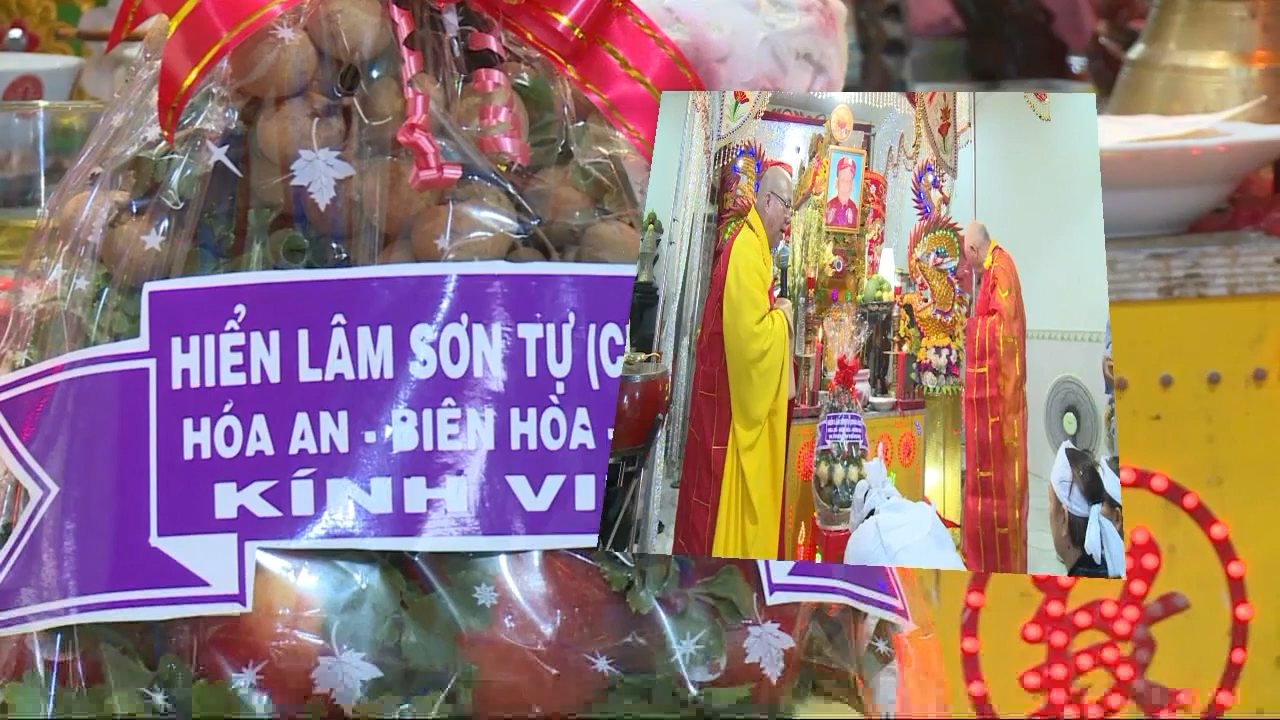 HIỂN LÂM SƠN TỰ (C
HÓA AN - BIÊN HÒA -
KÍNH VI